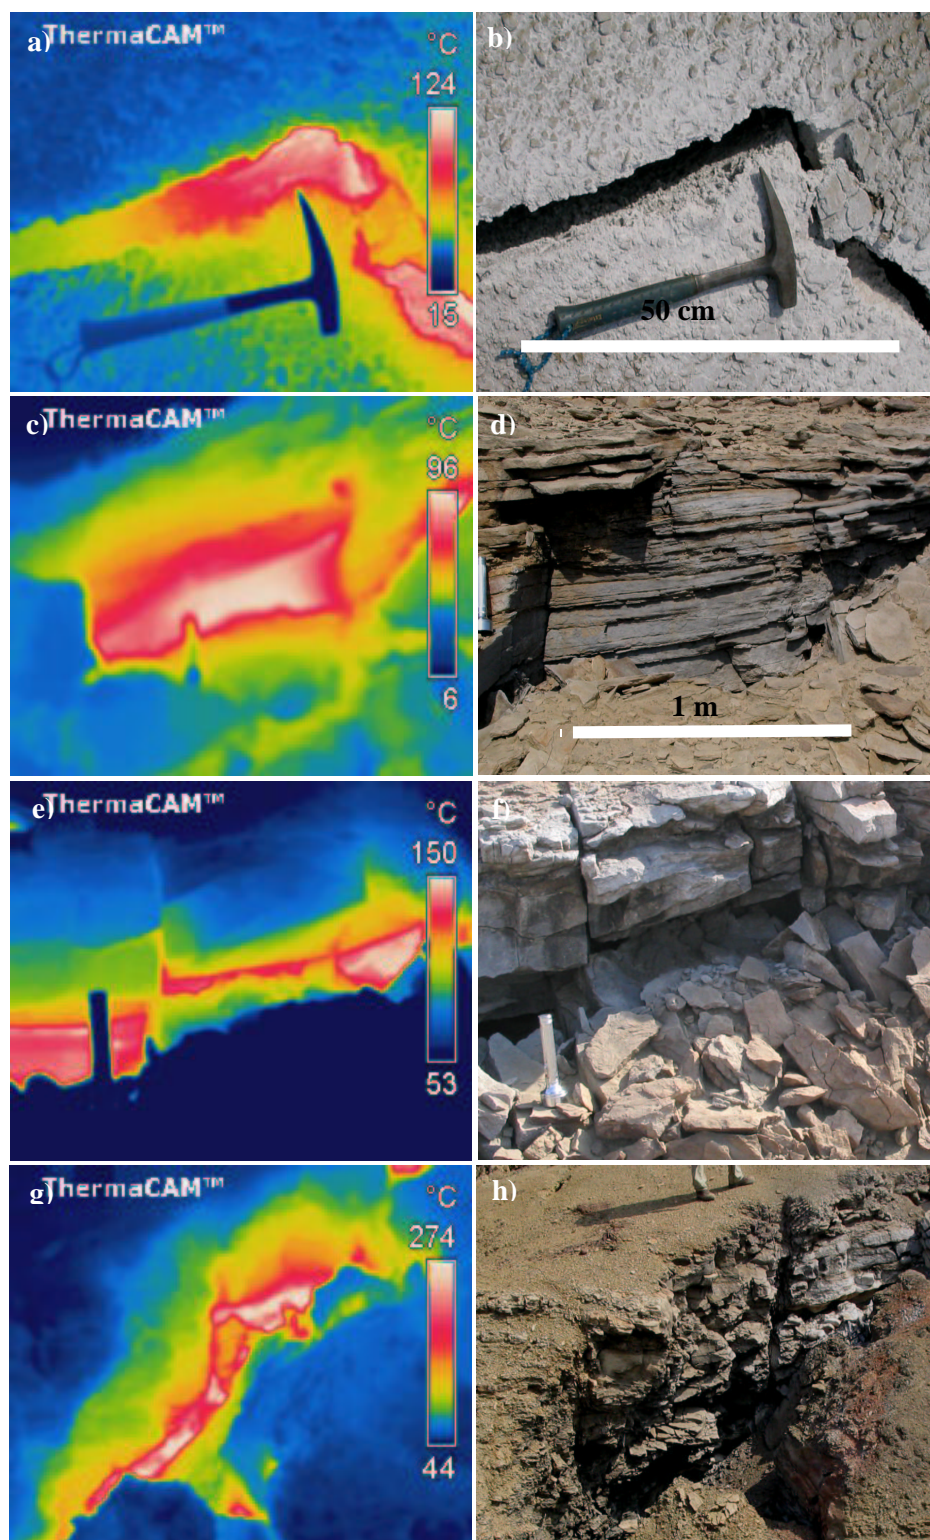 a) ThermaCAM™
°C
124
15
b)
50 cm
c) ThermaCAM™
°C
96
6
d)
1 m
e) ThermaCAM™
°C
150
53
f)
g) ThermaCAM™
°C
274
44
h)